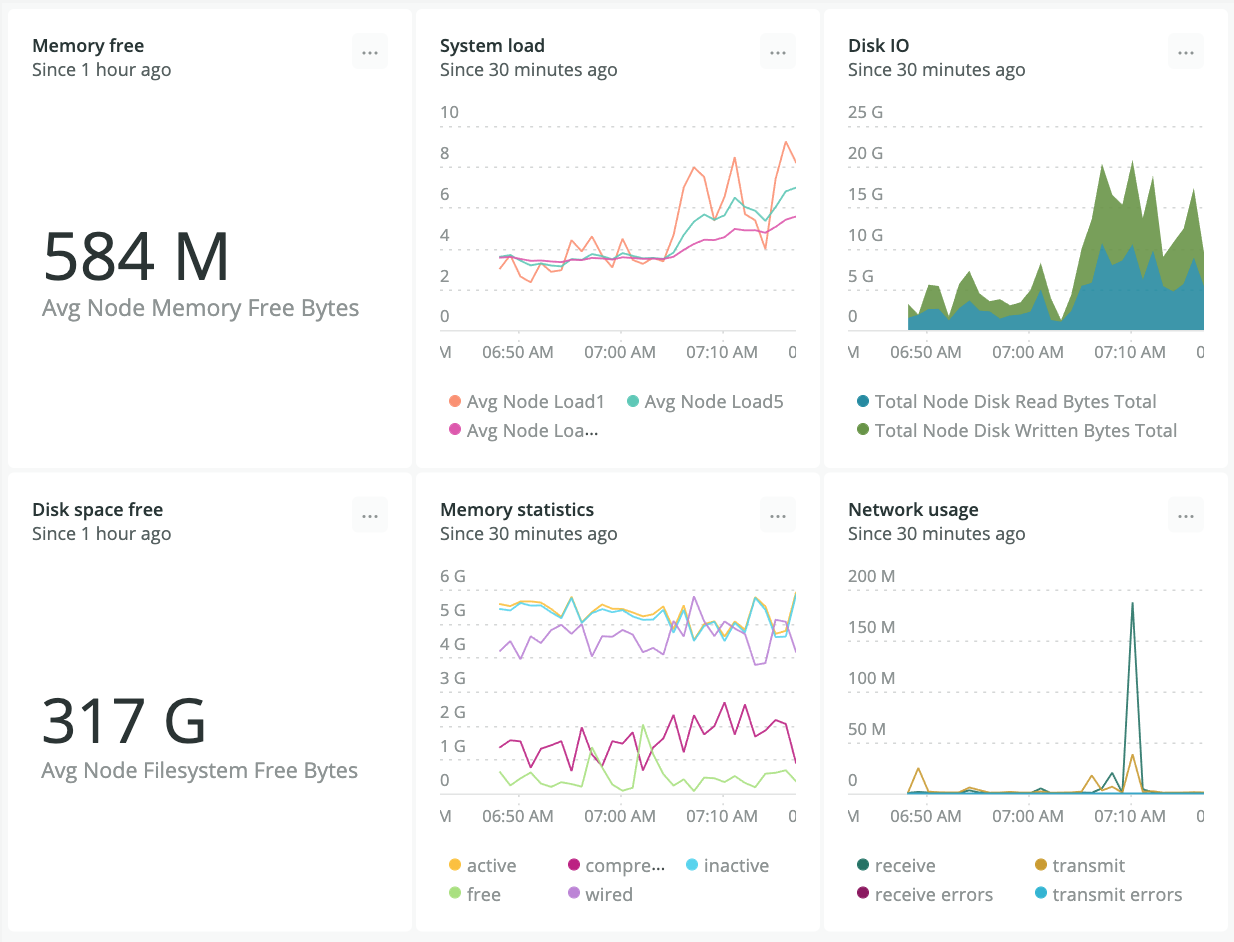 Memory free
Since 1 hour ago
...
584 M
Avg Node Memory Free Bytes
System load
Since 30 minutes ago
...
10
8
6
4
2
0
06:50 AM 07:00 AM 07:10 AM 0
Avg Node Load1 Avg Node Load5
Avg Node Loa...
Disk IO
Since 30 minutes ago
...
25 G
20 G
15 G
10 G
5 G
0
06:50 AM 07:00 AM 07:10 AM 0
Total Node Disk Read Bytes Total
Total Node Disk Written Bytes Total
Disk space free
Since 1 hour ago
...
317 G
Avg Node Filesystem Free Bytes
Memory statistics
Since 30 minutes ago
...
6 G
5 G
4 G
3 G
2 G
1 G
0
06:50 AM 07:00 AM 07:10 AM 0
active compre... inactive
free wired
Network usage
Since 30 minutes ago
...
200 M
150 M
100 M
50 M
0
06:50 AM 07:00 AM 07:10 AM 0
receive transmit
receive errors transmit errors